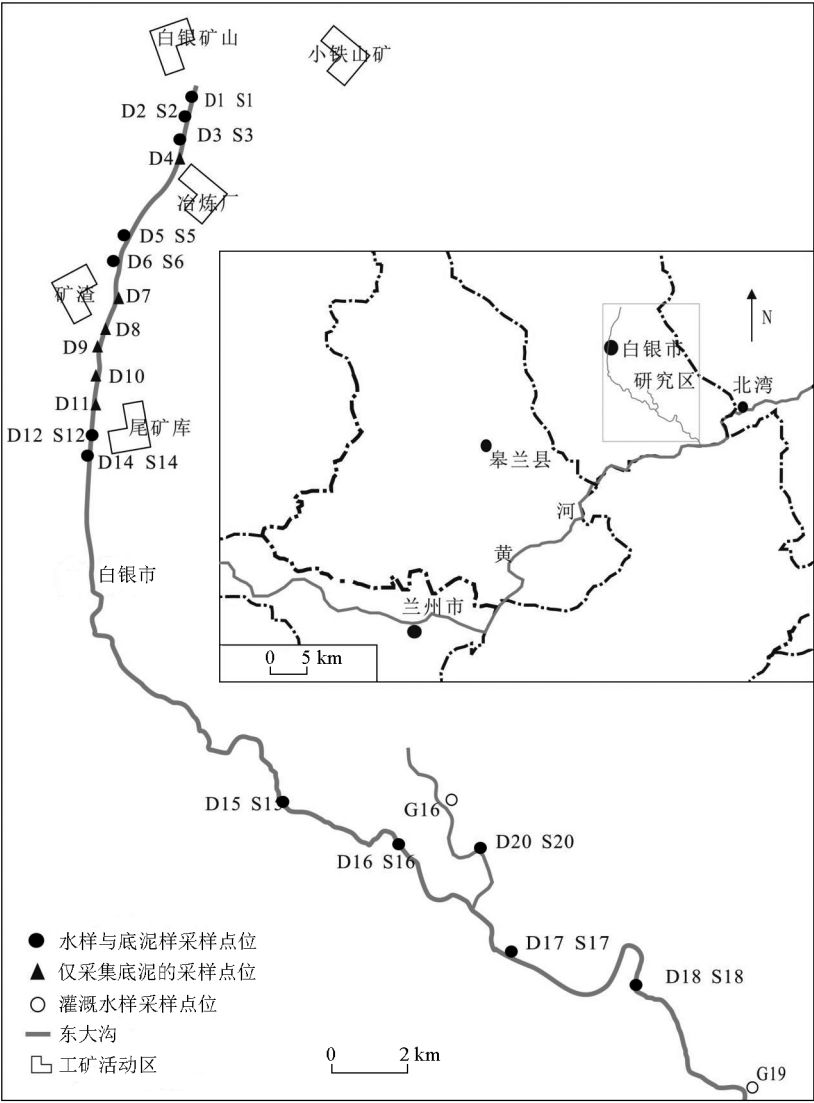 白银矿山
小铁山矿
D1 S1
D2 S2
D3 S3
D4
冶炼厂
D5 S5
D6 S6
矿渣
D7
D8
D9
D10
D11
尾矿库
D12 S12
D14 S14
白银市
N
白银市
研究区
北湾
皋兰县
河
黄
兰州市
0 5 km
D15 S15
G16
D20 S20
D16 S16
D17 S17
D18 S18
G19
水样与底泥样采样点位
仅采集底泥的采样点位
灌溉水样采样点位
东大沟
工矿活动区
0 2 km